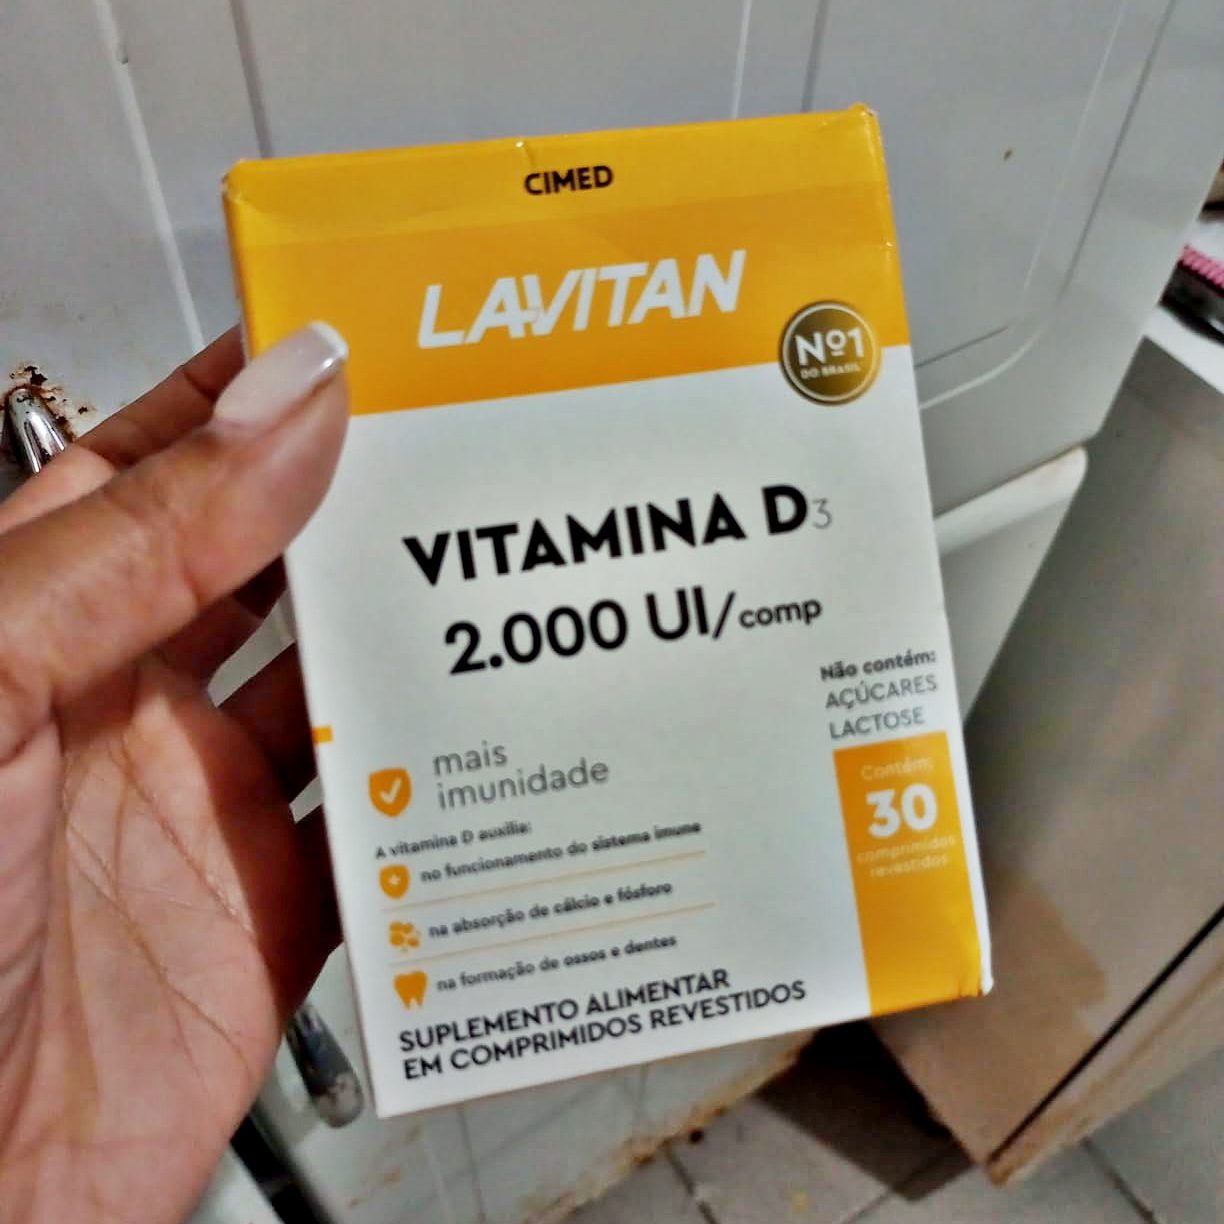 CIMED
LAVITAN
Nº1
DO BRASIL
VITAMINA D3
2.000 UI/comp
Não contém:
AÇÚCARES
LACTOSE
mais
imunidade
A vitamina D auxilia:
no funcionamento do sistema imune
na absorção de cálcio e fósforo
na formação de ossos e dentes
Contém:
30
comprimidos
revestidos
SUPLEMENTO ALIMENTAR
EM COMPRIMIDOS REVESTIDOS